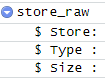 store_raw
$ Store:
$ Type :
$ Size :